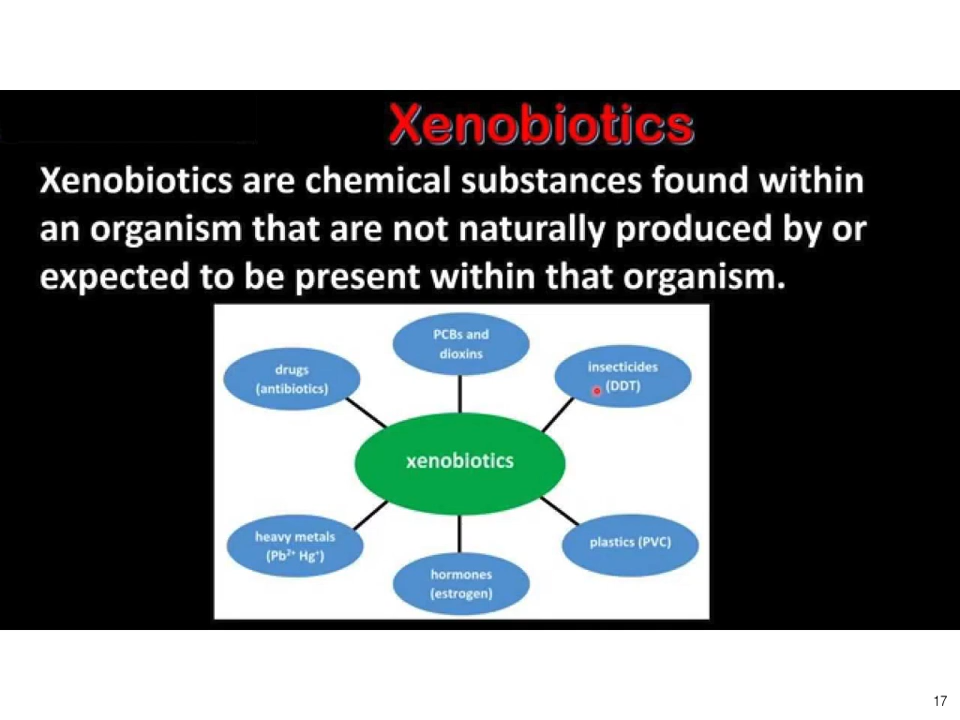 Xenobiotics
Xenobiotics are chemical substances found within
an organism that are not naturally produced by or
expected to be present within that organism.
PCBs and
dioxins
drugs
(antibiotics)
insecticides
(DDT)
xenobiotics
heavy metals
(Pb²⁺ Hg⁺)
plastics (PVC)
hormones
(estrogen)
17